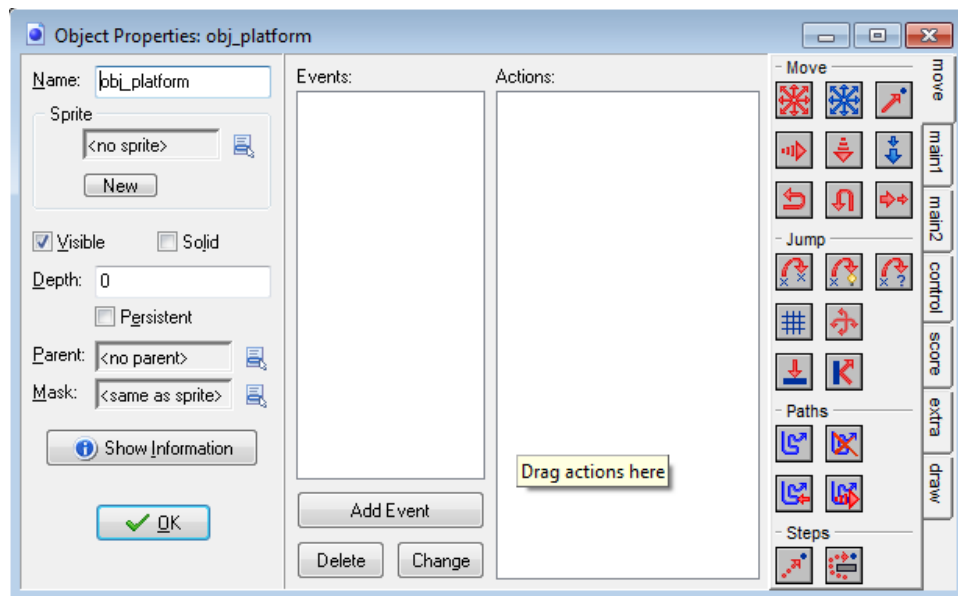 Object Properties: obj_platform
Name: obj_platform
Sprite
<no sprite>
New
Visible Solid
Depth: 0
Persistent
Parent: <no parent>
Mask: <same as sprite>
Show Information
OK
Events:
Add Event
Delete Change
Actions:
Drag actions here
Move
Jump
Paths
Steps
move
main1
main2
control
score
extra
draw